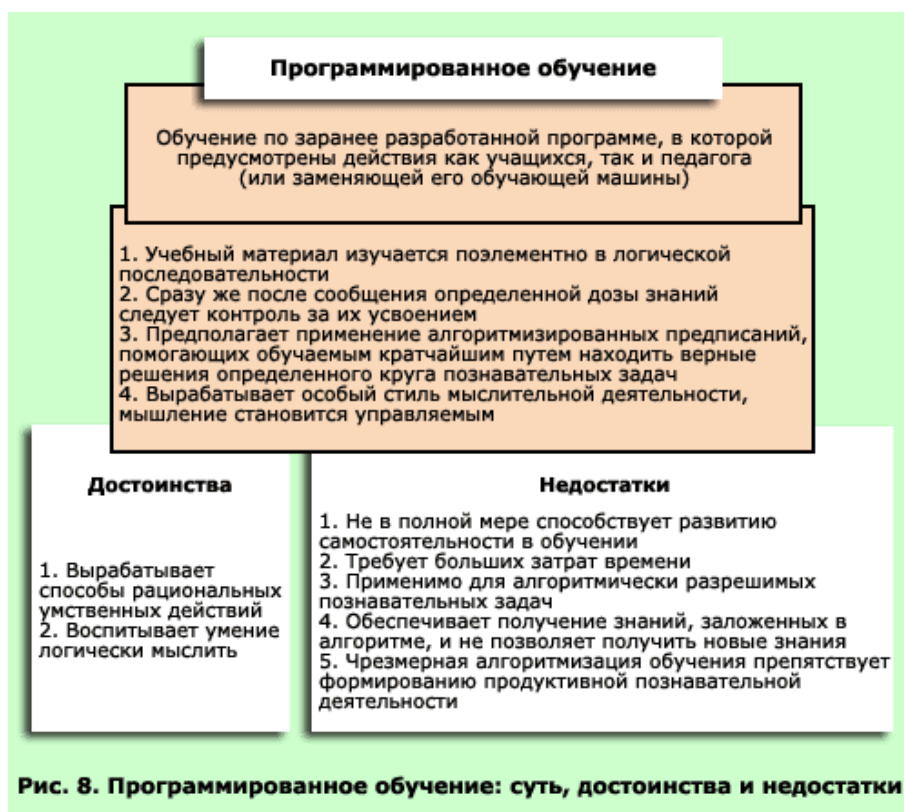 Программированное обучение
Обучение по заранее разработанной программе, в которой
предусмотрены действия как учащихся, так и педагога
(или заменяющей его обучающей машины)
1. Учебный материал изучается поэлементно в логической
последовательности
2. Сразу же после сообщения определенной дозы знаний
следует контроль за их усвоением
3. Предполагает применение алгоритмизированных предписаний,
помогающих обучаемым кратчайшим путем находить верные
решения определенного круга познавательных задач
4. Вырабатывает особый стиль мыслительной деятельности,
мышление становится управляемым
Достоинства
1. Вырабатывает
способы рациональных
умственных действий
2. Воспитывает умение
логически мыслить
Недостатки
1. Не в полной мере способствует развитию
самостоятельности в обучении
2. Требует больших затрат времени
3. Применимо для алгоритмически разрешимых
познавательных задач
4. Обеспечивает получение знаний, заложенных в
алгоритме, и не позволяет получить новые знания
5. Чрезмерная алгоритмизация обучения препятствует
формированию продуктивной познавательной
деятельности
Рис. 8. Программированное обучение: суть, достоинства и недостатки